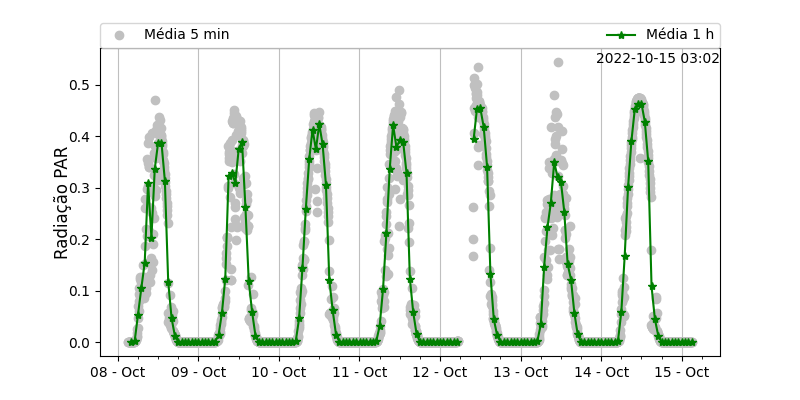 Média 5 min
Média 1 h
2022-10-15 03:02
Radiação PAR
0.5
0.4
0.3
0.2
0.1
0.0
08 - Oct
09 - Oct
10 - Oct
11 - Oct
12 - Oct
13 - Oct
14 - Oct
15 - Oct